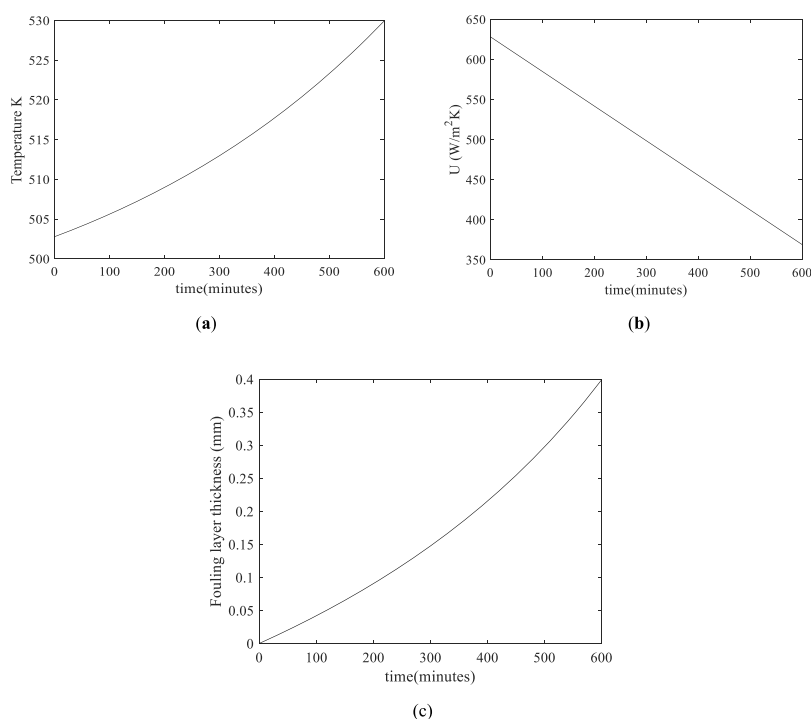 530
525
520
515
510
505
500
Temperature K
0 100 200 300 400 500 600
time(minutes)
(a)
650
600
550
500
450
400
350
U (W/m²K)
0 100 200 300 400 500 600
time(minutes)
(b)
0.4
0.35
0.3
0.25
0.2
0.15
0.1
0.05
0
Fouling layer thickness (mm)
0 100 200 300 400 500 600
time(minutes)
(c)